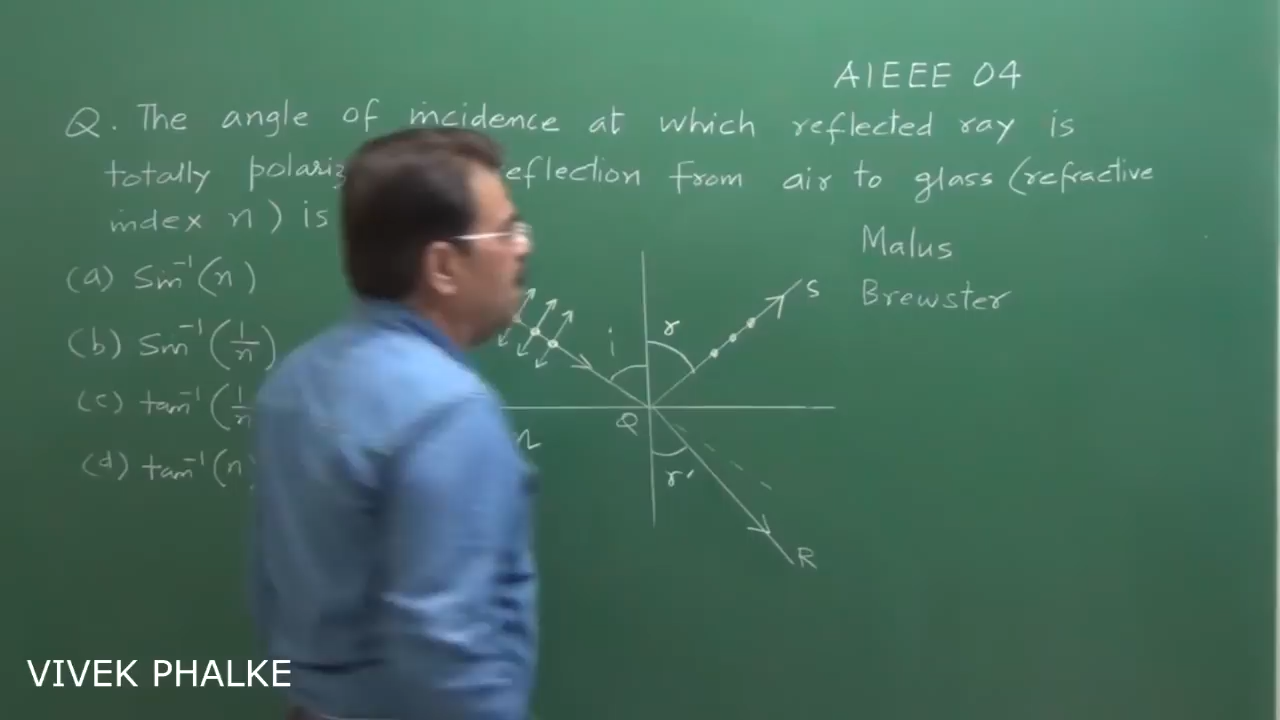 AIEEE 04
Q. The angle of incidence at which reflected ray is
totally polariz eflection from air to glass (refractive
index n) is
(a) Sin⁻¹(n)
(b) Sin⁻¹(1/n)
(c) tan⁻¹(1/n
(d) tan⁻¹(n)
Malus
Brewster
S
i
r
Q
r'
R
VIVEK PHALKE